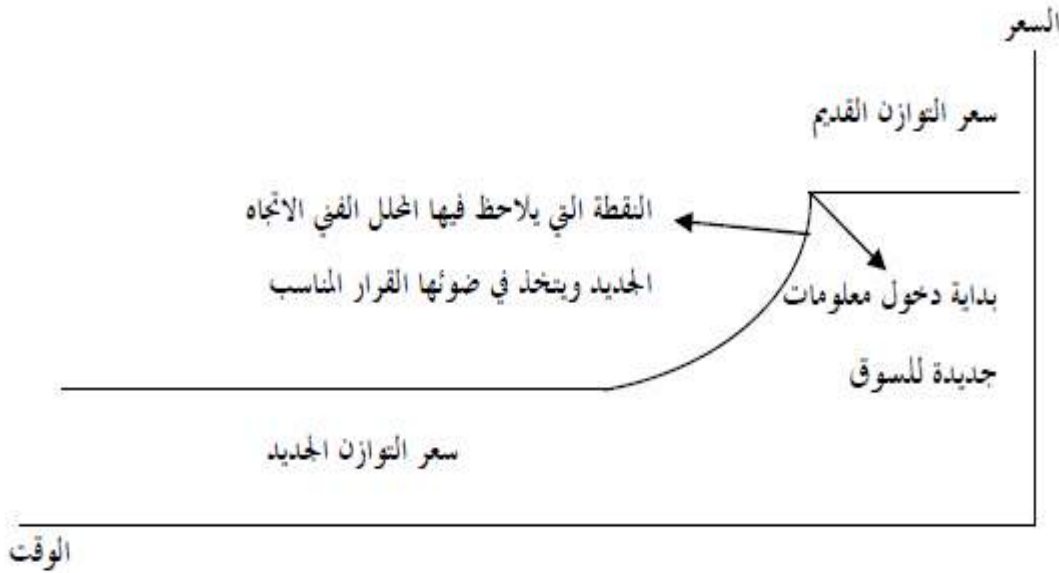 السعر
سعر التوازن القديم
النقطة التي يلاحظ فيها المحلل الفني الاتجاه
الجديد ويتخذ في ضوئها القرار المناسب
بداية دخول معلومات
جديدة للسوق
سعر التوازن الجديد
الوقت